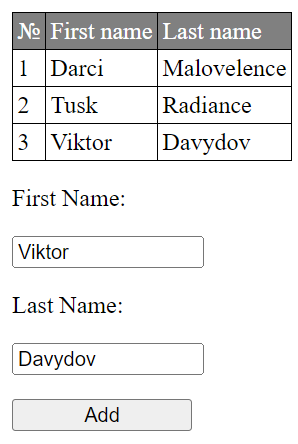 № First name Last name
1 Darci Malovelence
2 Tusk Radiance
3 Viktor Davydov
First Name:
Viktor
Last Name:
Davydov
Add